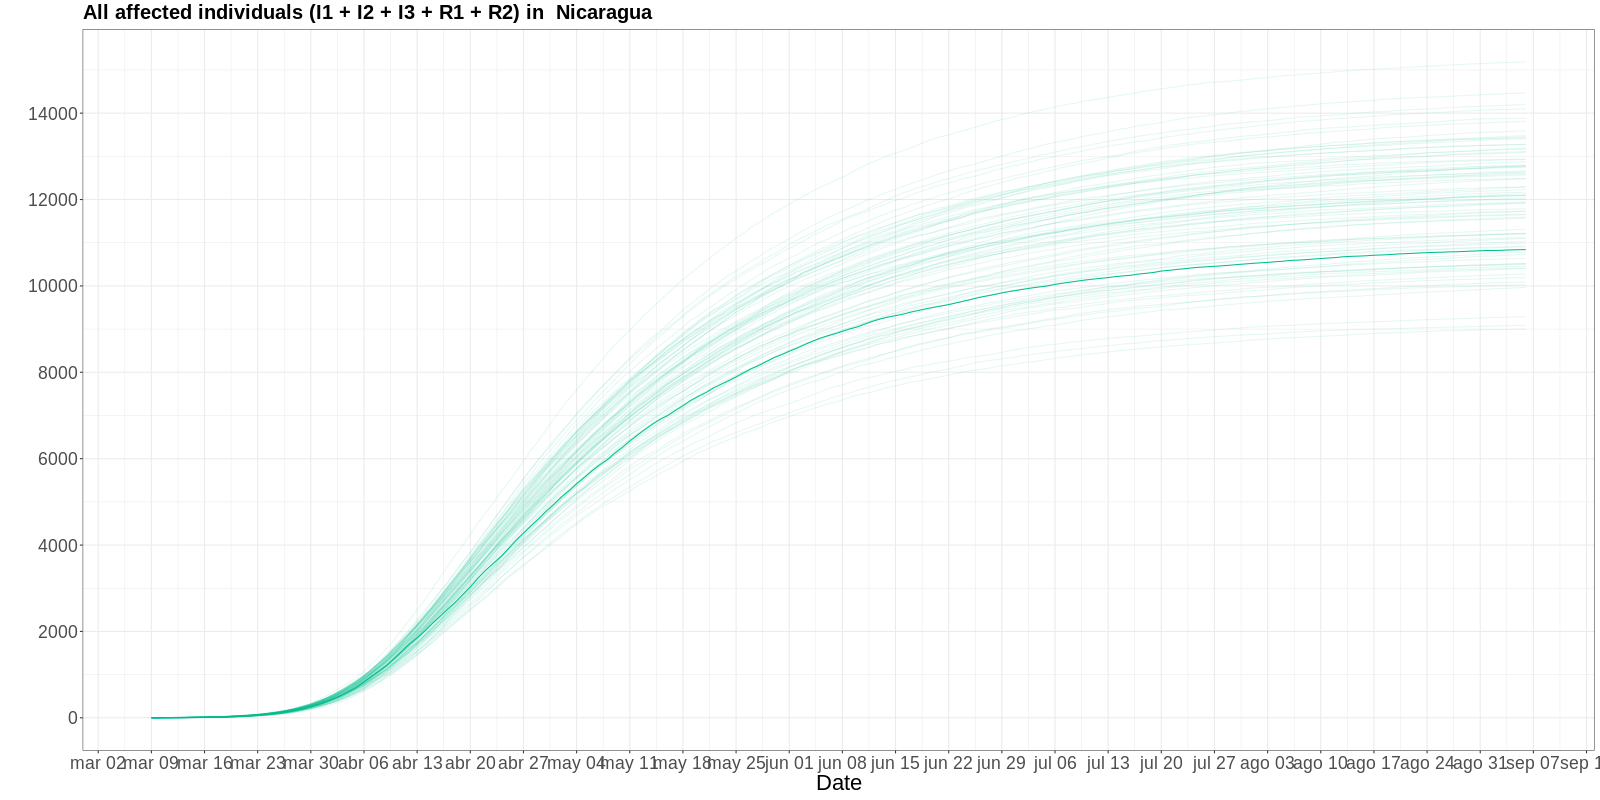 All affected individuals (I1 + I2 + I3 + R1 + R2) in  Nicaragua
14000
12000
10000
8000
6000
4000
2000
0
mar 02 mar 09 mar 16 mar 23 mar 30 abr 06 abr 13 abr 20 abr 27 may 04 may 11 may 18 may 25 jun 01 jun 08 jun 15 jun 22 jun 29 jul 06 jul 13 jul 20 jul 27 ago 03 ago 10 ago 17 ago 24 ago 31 sep 07 sep 1
Date